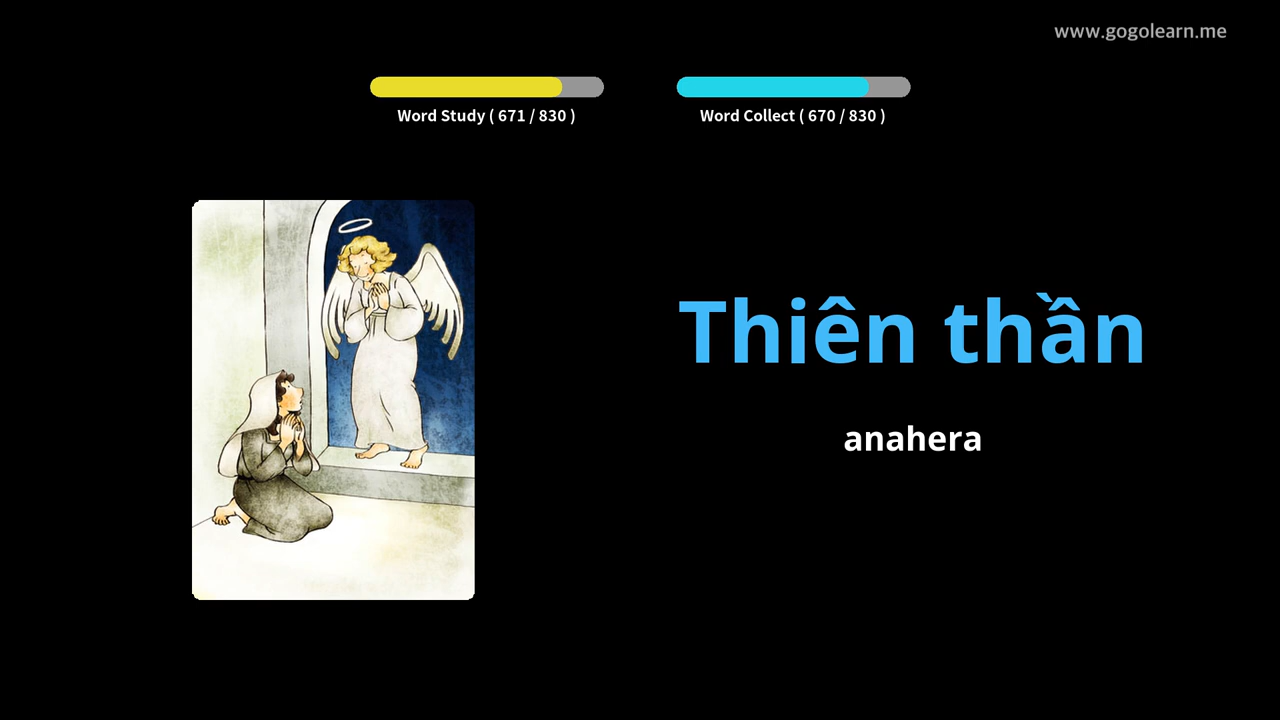 www.gogolearn.me
Word Study ( 671 / 830 )
Word Collect ( 670 / 830 )
Thiên thần
anahera